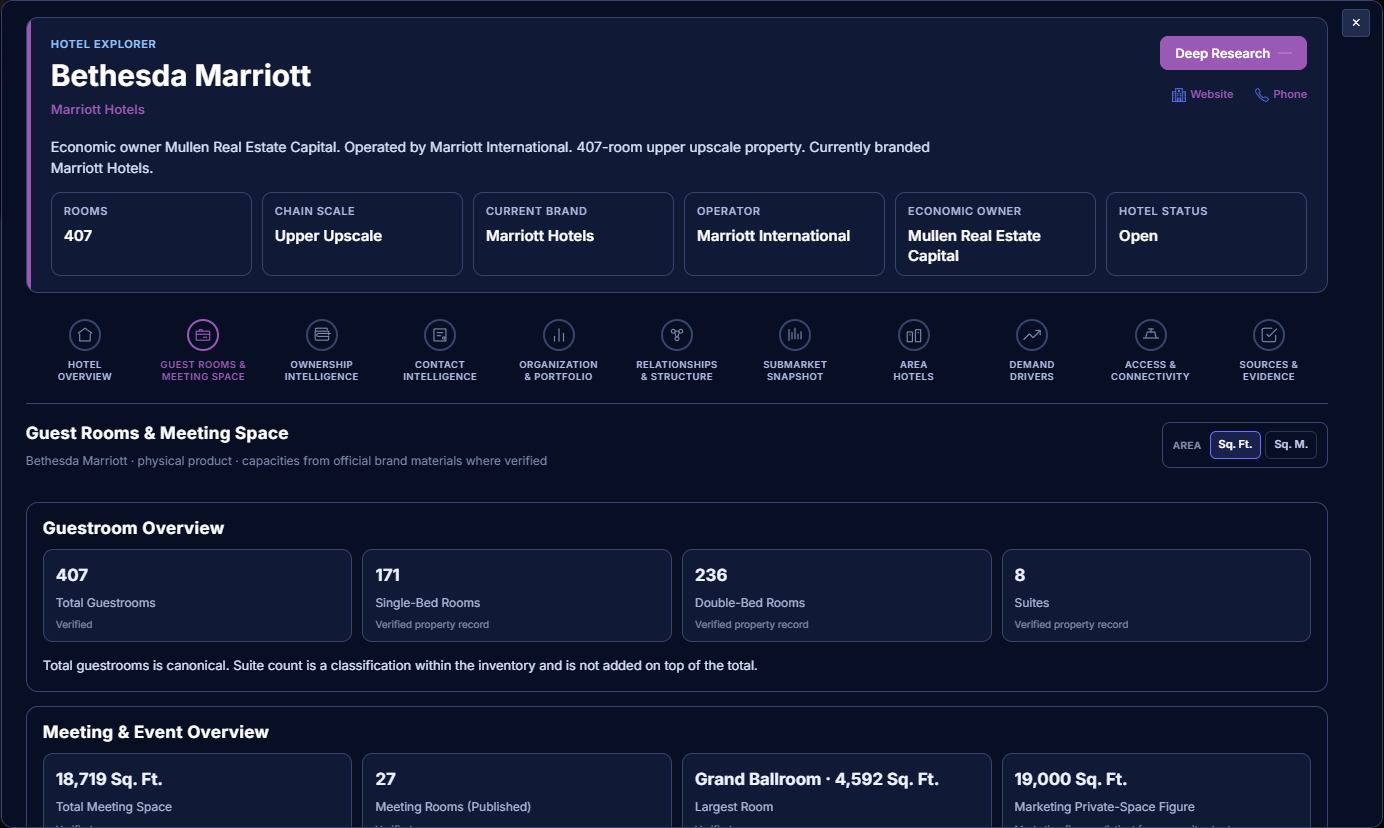 HOTEL EXPLORER
Bethesda Marriott
Marriott Hotels
Deep Research —
Website
Phone
Economic owner Mullen Real Estate Capital. Operated by Marriott International. 407-room upper upscale property. Currently branded
Marriott Hotels.
ROOMS
407
CHAIN SCALE
Upper Upscale
CURRENT BRAND
Marriott Hotels
OPERATOR
Marriott International
ECONOMIC OWNER
Mullen Real Estate
Capital
HOTEL STATUS
Open
HOTEL
OVERVIEW
GUEST ROOMS &
MEETING SPACE
OWNERSHIP
INTELLIGENCE
CONTACT
INTELLIGENCE
ORGANIZATION
& PORTFOLIO
RELATIONSHIPS
& STRUCTURE
SUBMARKET
SNAPSHOT
AREA
HOTELS
DEMAND
DRIVERS
ACCESS &
CONNECTIVITY
SOURCES &
EVIDENCE
Guest Rooms & Meeting Space
Bethesda Marriott · physical product · capacities from official brand materials where verified
AREA
Sq. Ft.
Sq. M.
Guestroom Overview
407
Total Guestrooms
Verified
171
Single-Bed Rooms
Verified property record
236
Double-Bed Rooms
Verified property record
8
Suites
Verified property record
Total guestrooms is canonical. Suite count is a classification within the inventory and is not added on top of the total.
Meeting & Event Overview
18,719 Sq. Ft.
Total Meeting Space
27
Meeting Rooms (Published)
Grand Ballroom · 4,592 Sq. Ft.
Largest Room
19,000 Sq. Ft.
Marketing Private-Space Figure